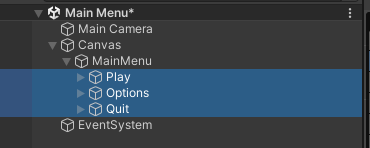 Main Menu*
Main Camera
Canvas
MainMenu
Play
Options
Quit
EventSystem